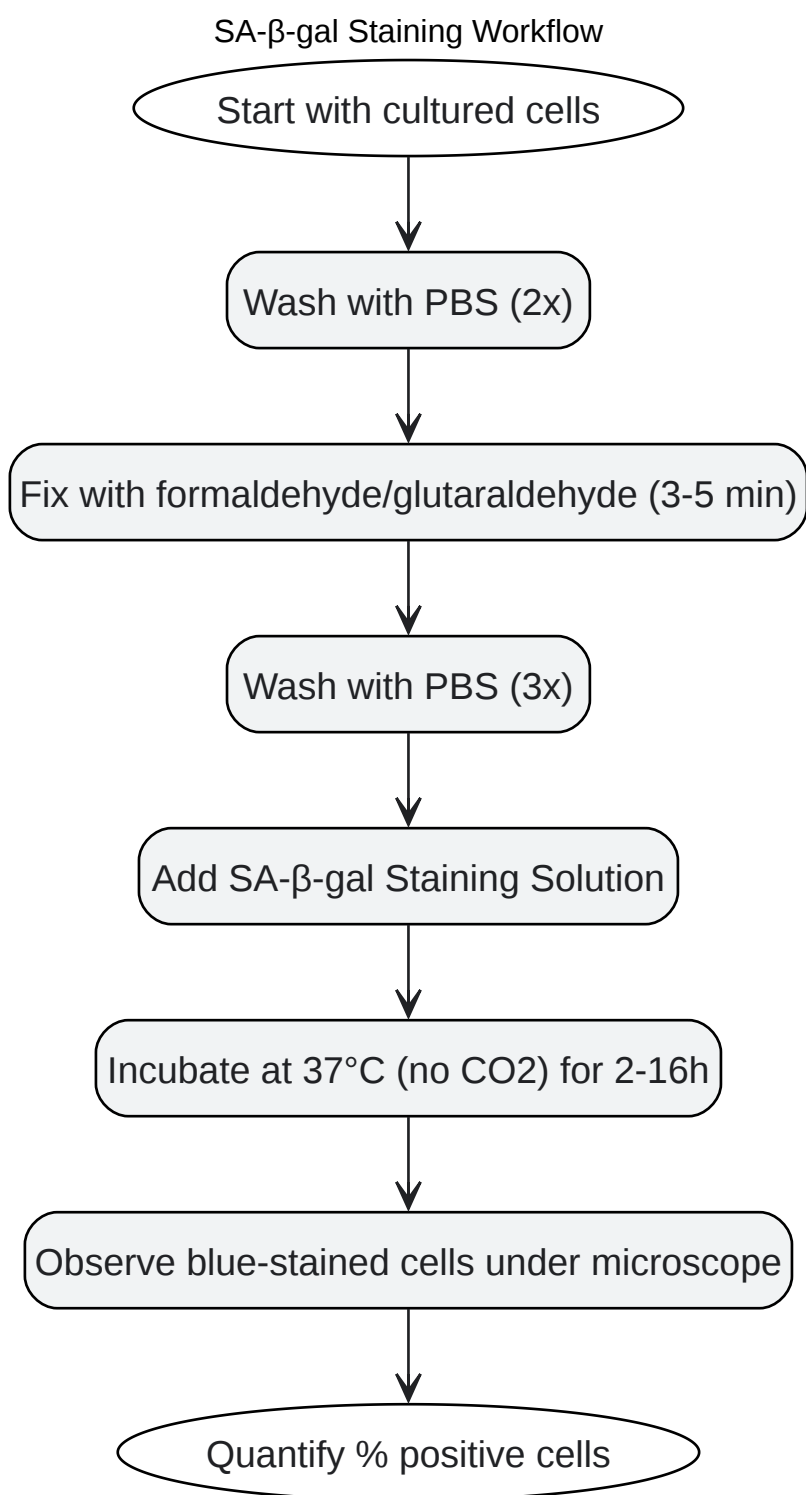 SA-β-gal Staining Workflow
Start with cultured cells
Wash with PBS (2x)
Fix with formaldehyde/glutaraldehyde (3-5 min)
Wash with PBS (3x)
Add SA-β-gal Staining Solution
Incubate at 37°C (no CO2) for 2-16h
Observe blue-stained cells under microscope
Quantify % positive cells